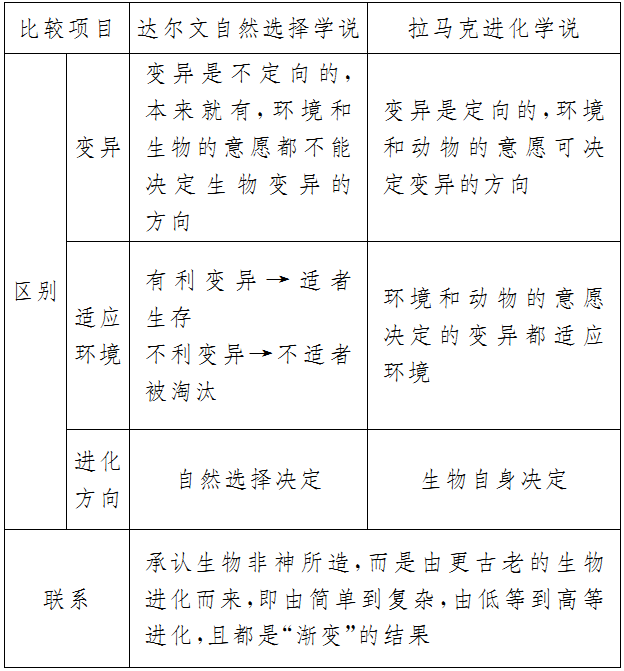 比较项目 达尔文自然选择学说 拉马克进化学说
区别
变异
变异是不定向的，
本来就有，环境和
生物的意愿都不能
决定生物变异的
方向
变异是定向的，环境
和动物的意愿可决
定变异的方向
适应
环境
有利变异→适者
生存
不利变异→不适者
被淘汰
环境和动物的意愿
决定的变异都适应
环境
进化
方向
自然选择决定
生物自身决定
联系
承认生物非神所造，而是由更古老的生物
进化而来，即由简单到复杂，由低等到高等
进化，且都是“渐变”的结果